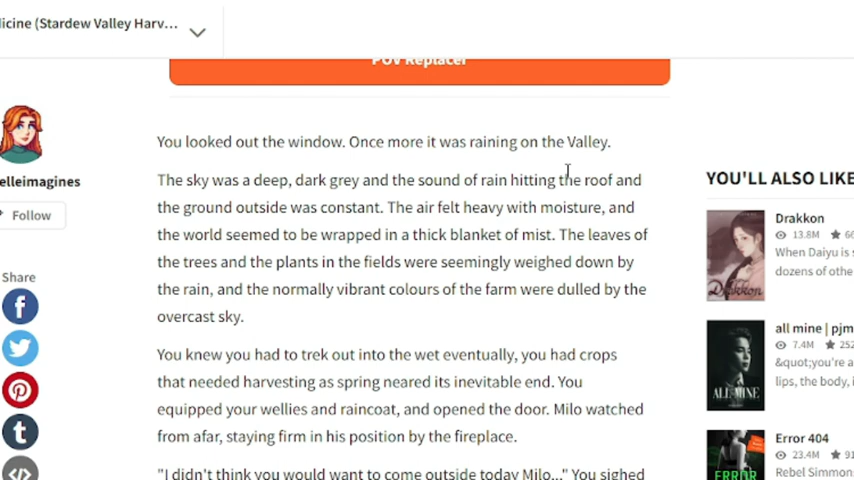 dicine (Stardew Valley Harv...
POV Replacer
elleimagines
Follow
Share
You looked out the window. Once more it was raining on the Valley.
The sky was a deep, dark grey and the sound of rain hitting the roof and
the ground outside was constant. The air felt heavy with moisture, and
the world seemed to be wrapped in a thick blanket of mist. The leaves of
the trees and the plants in the fields were seemingly weighed down by
the rain, and the normally vibrant colours of the farm were dulled by the
overcast sky.
You knew you had to trek out into the wet eventually, you had crops
that needed harvesting as spring neared its inevitable end. You
equipped your wellies and raincoat, and opened the door. Milo watched
from afar, staying firm in his position by the fireplace.
"I didn't think you would want to come outside today Milo..." You sighed
YOU'LL ALSO LIKE
Drakkon
13.8M 66
When Daiyu is s
dozens of othe
Drakkon
all mine | pjm
7.4M 252
&quot;you're a
lips, the body, i
ALL MINE
Error 404
23.4M 91
Rebel Simmon
ERROR